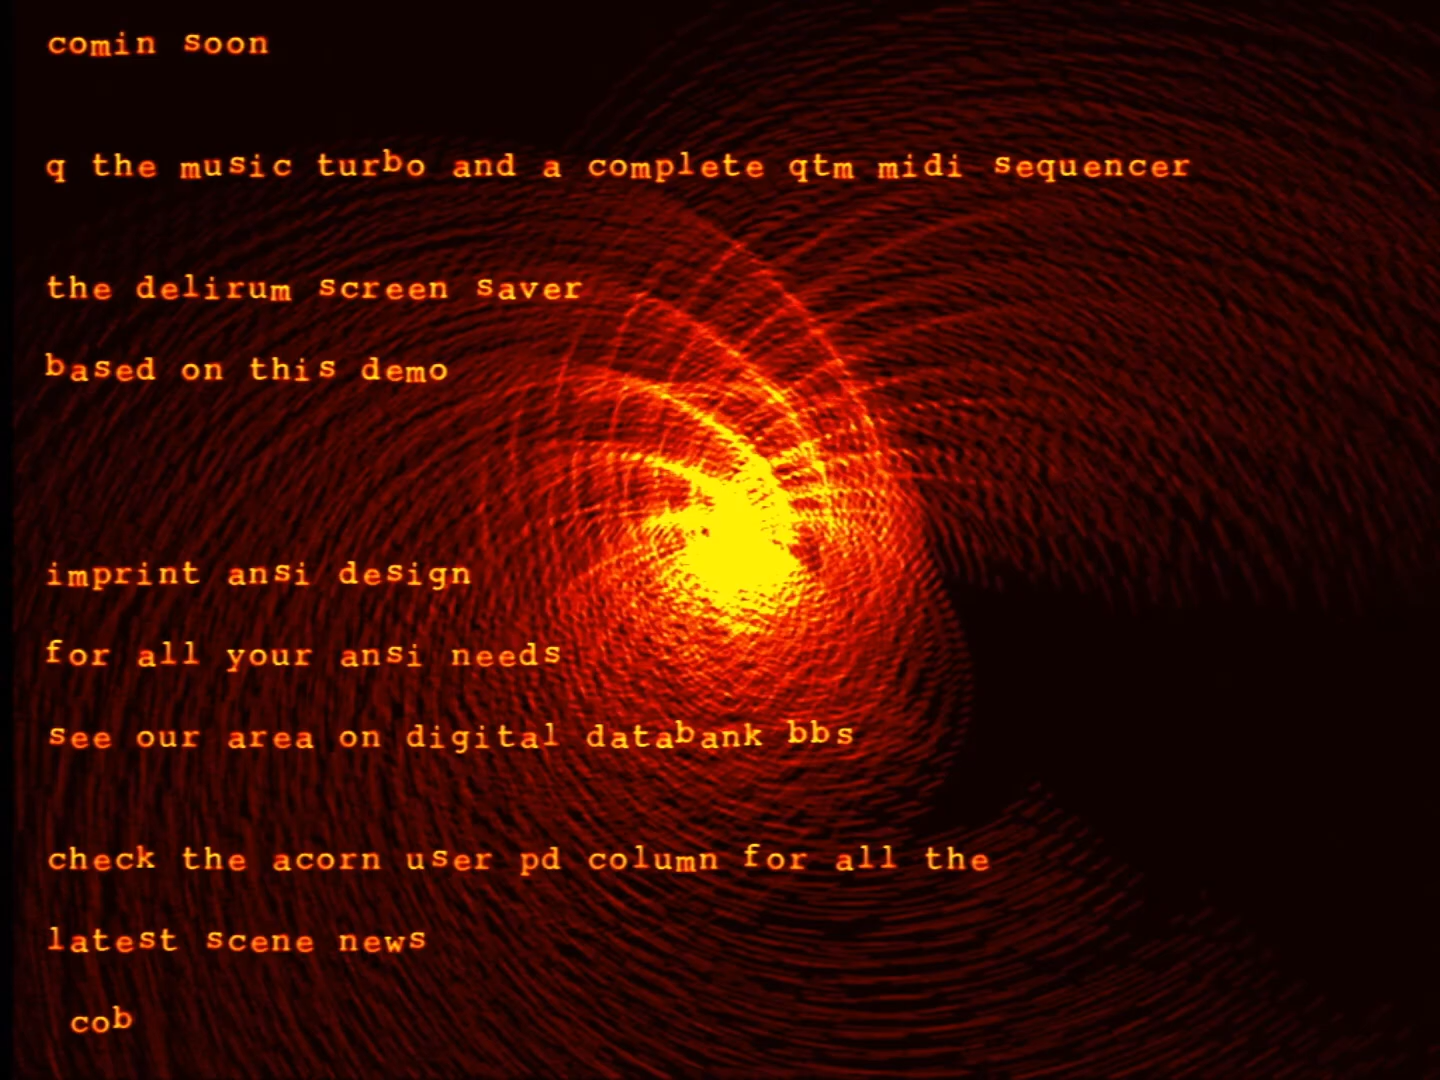 comin soon
q the music turbo and a complete qtm midi sequencer
the delirum screen saver
based on this demo
imprint ansi design
for all your ansi needs
see our area on digital databank bbs
check the acorn user pd column for all the
latest scene news
cob